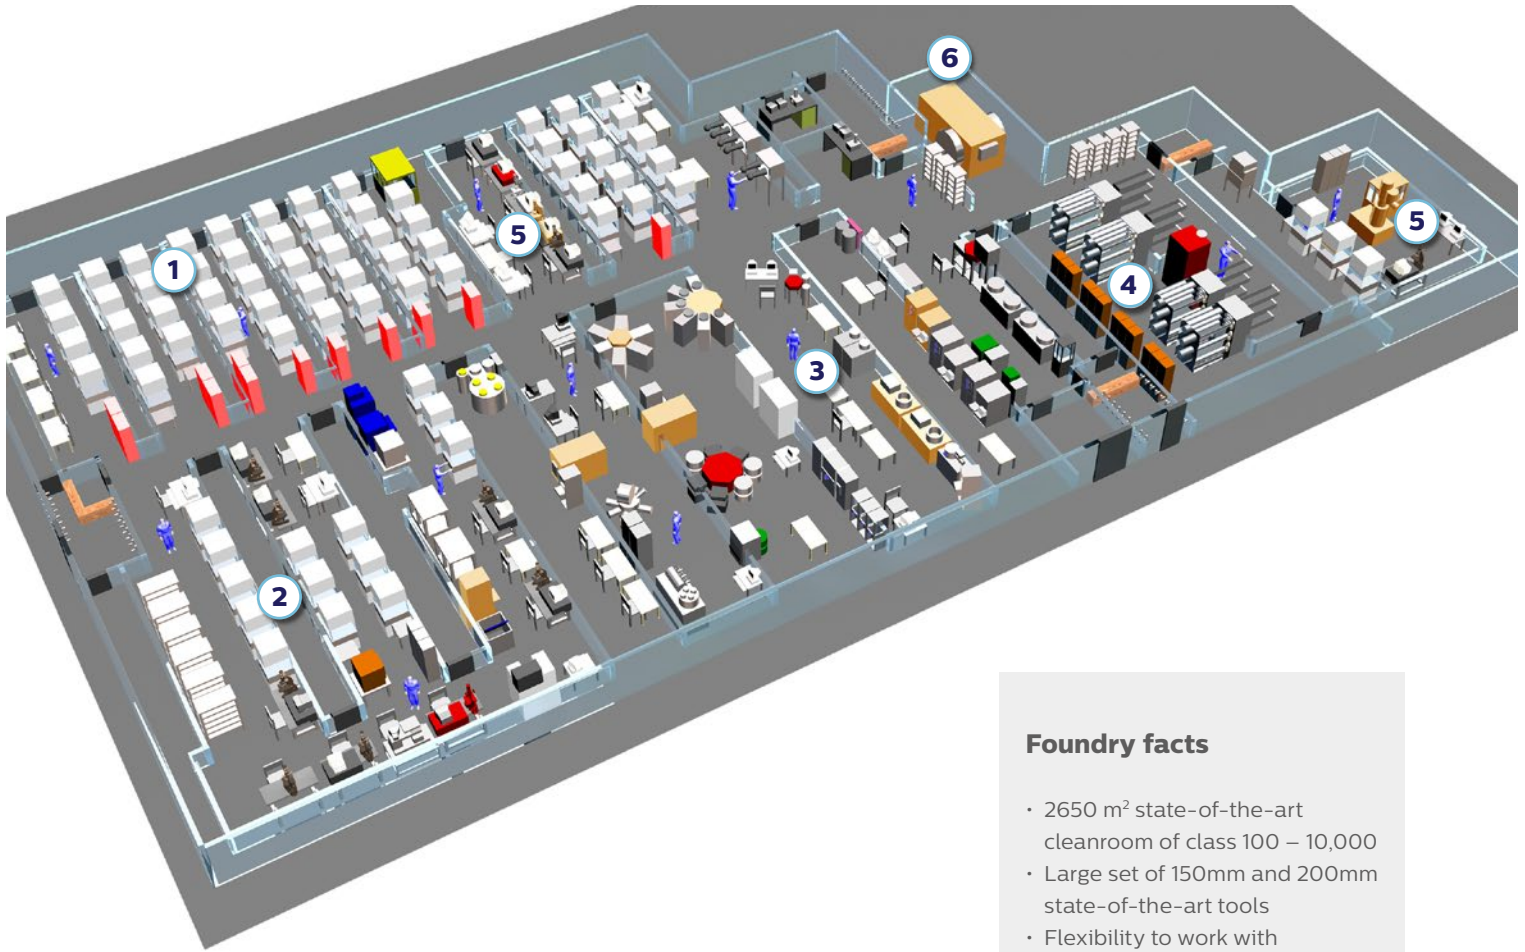 6
5
5
1
4
3
2
Foundry facts
• 2650 m² state-of-the-art
cleanroom of class 100 – 10,000
• Large set of 150mm and 200mm
state-of-the-art tools
• Flexibility to work with